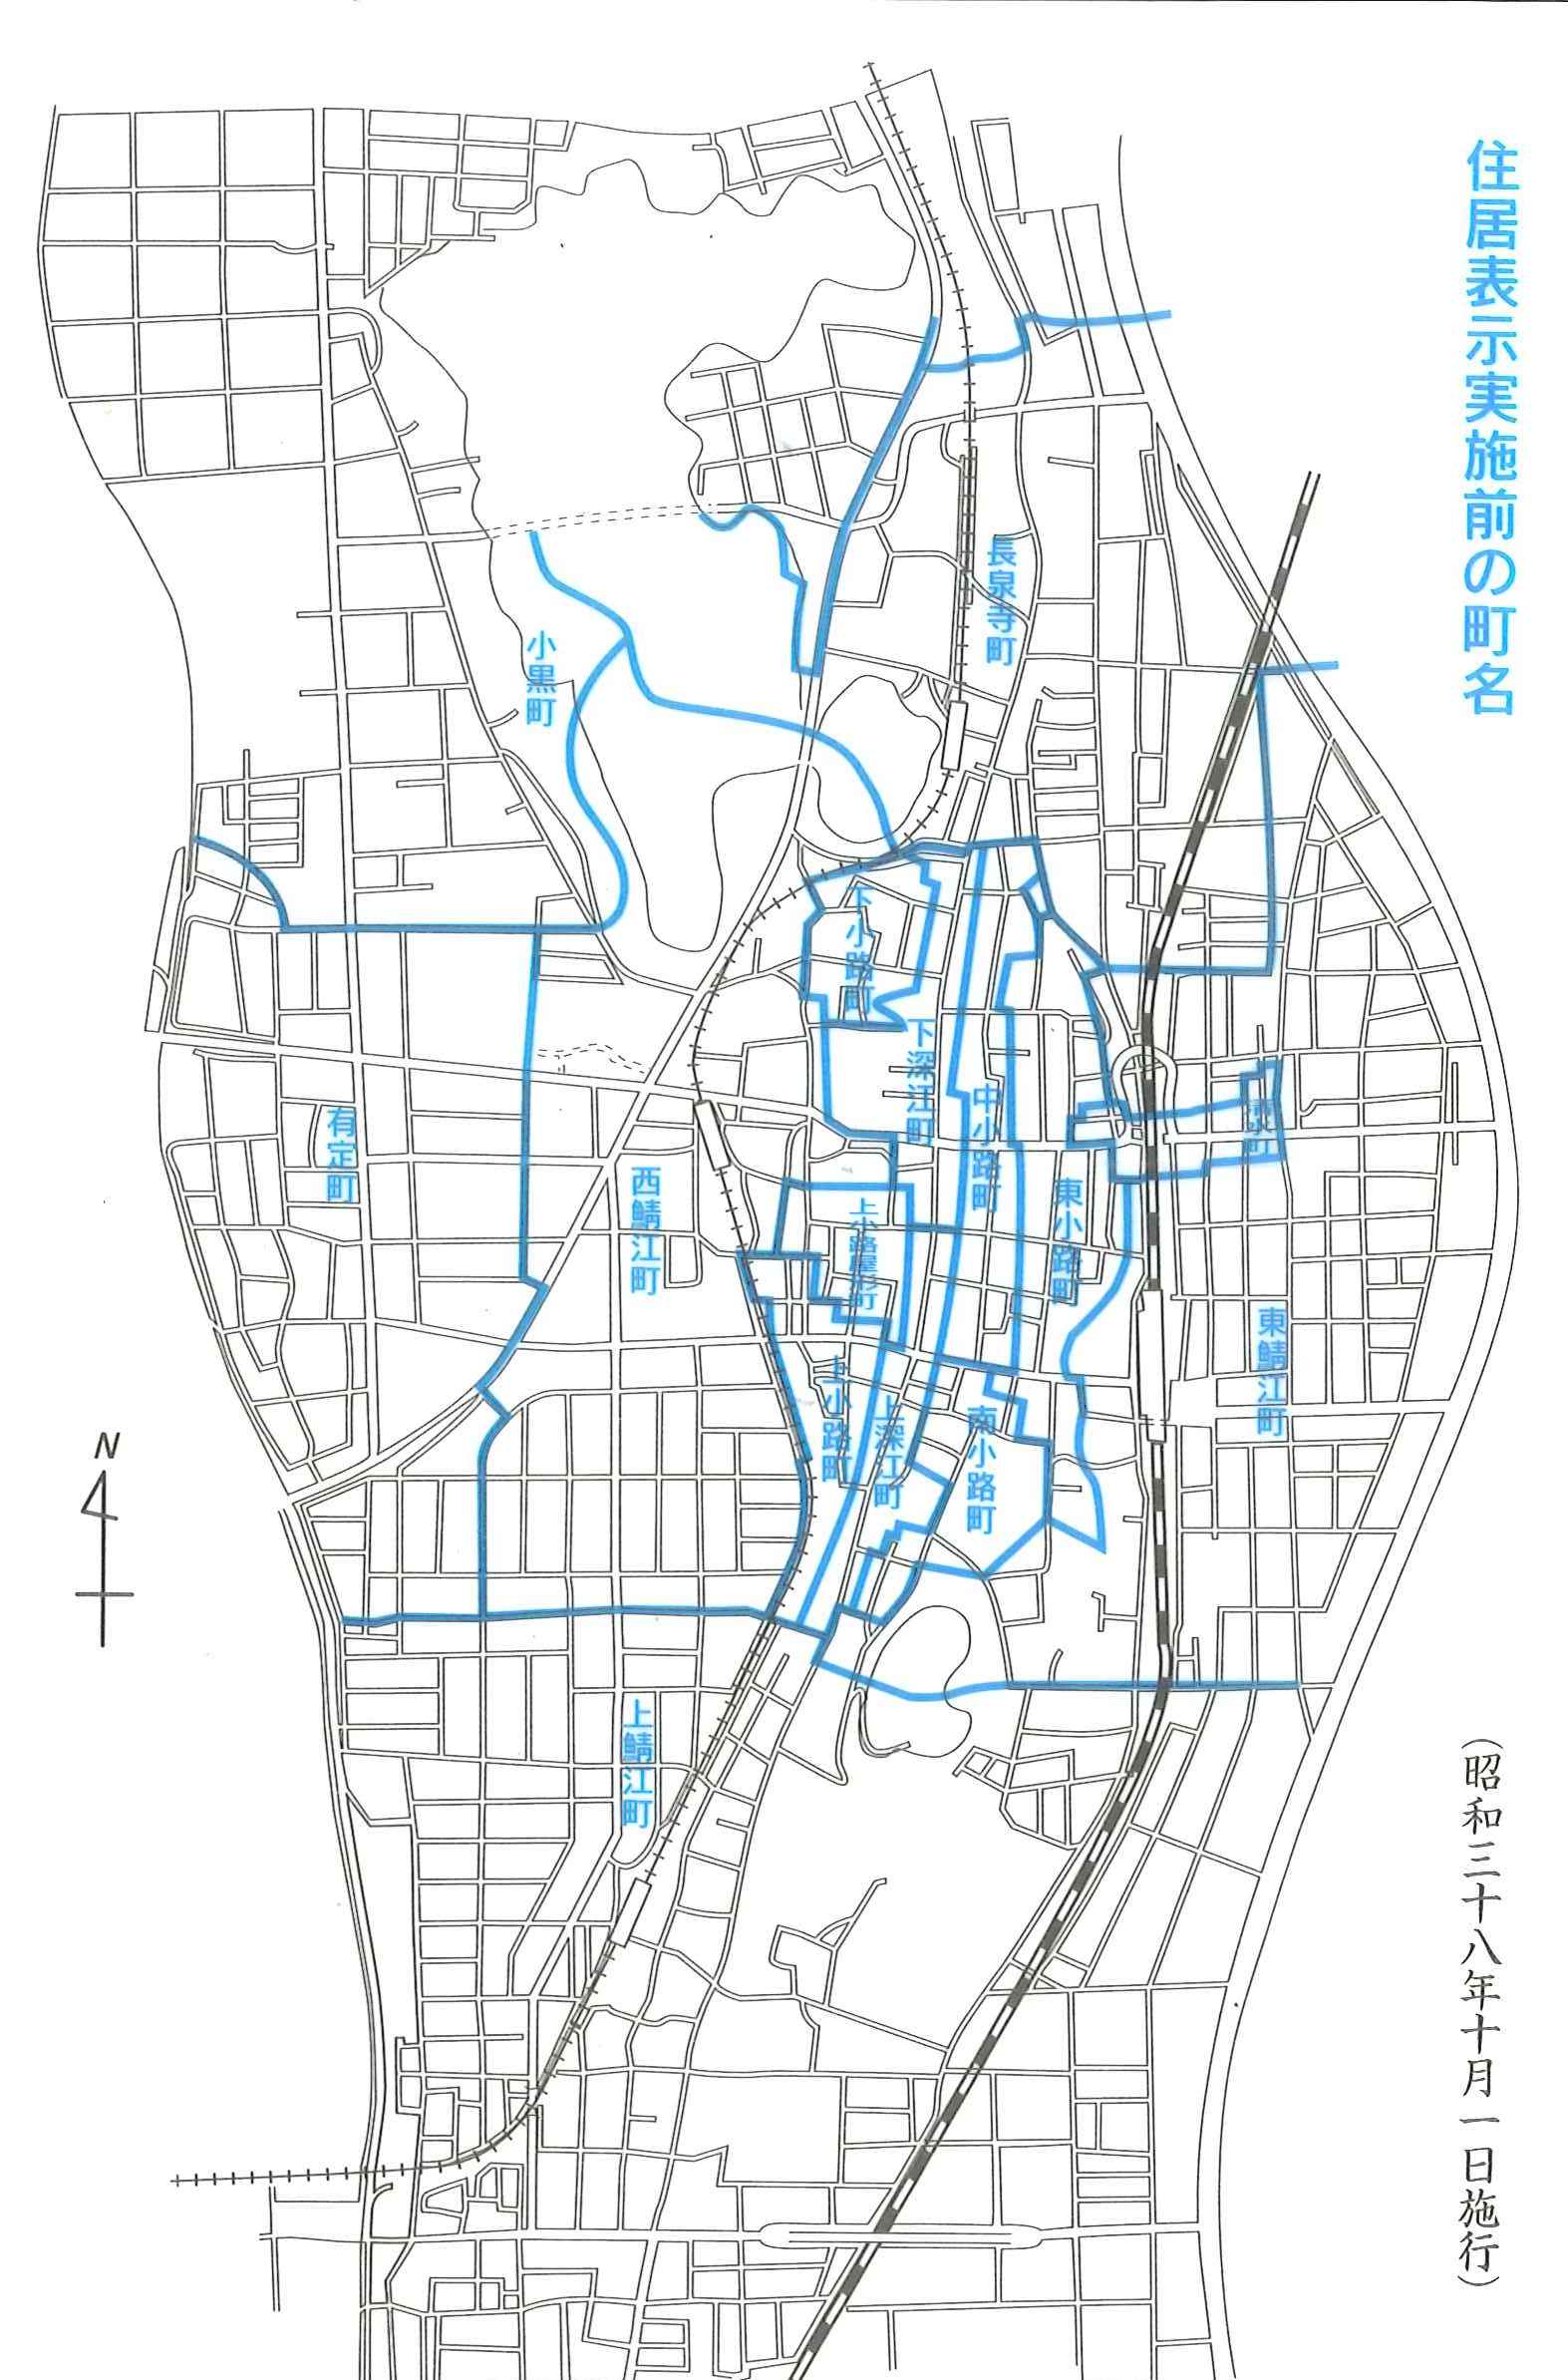 住居表示実施前の町名
(昭和三十八年十月一日施行)
長泉寺町
小黒町
下小路町
下深江町
中小路町
清水町
有定町
西鯖江町
東小路町
上小路屋形町
東鯖江町
上小路町
上深江町
南小路町
上鯖江町
N